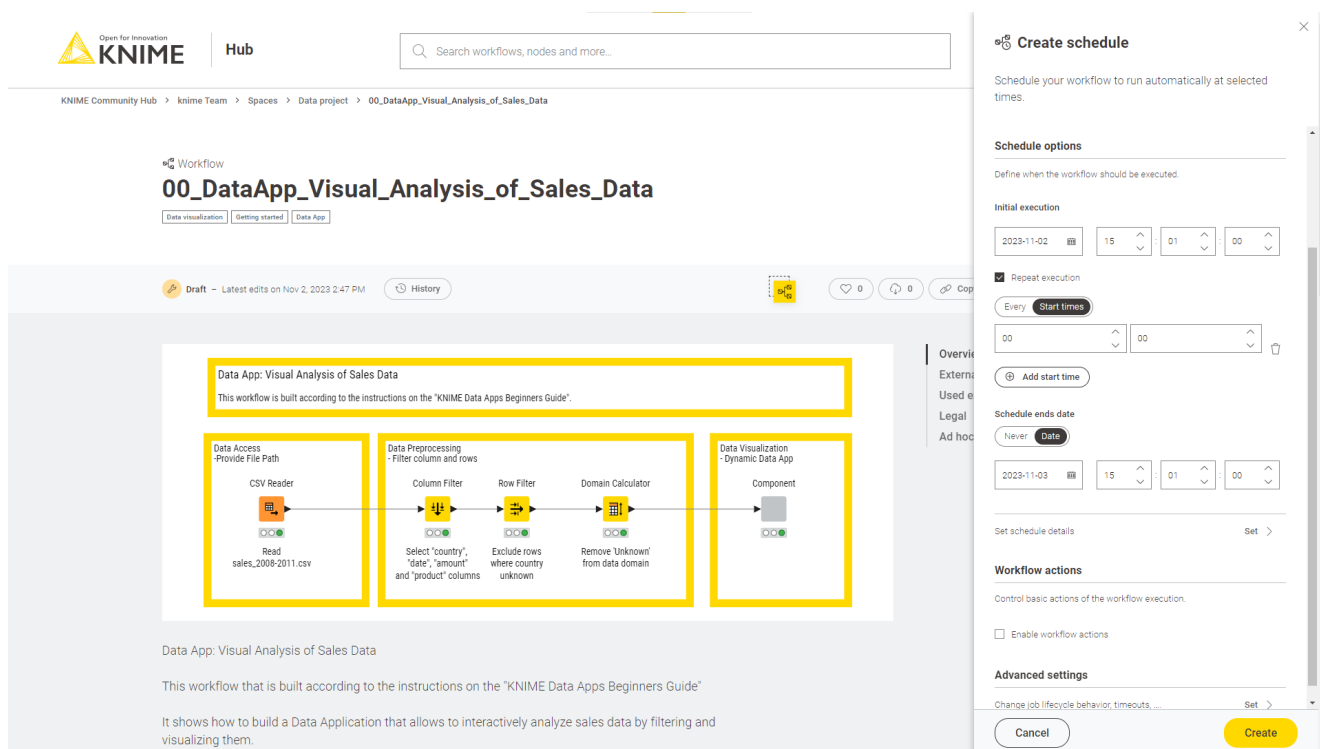 Open for Innovation
KNIME
Hub
Search workflows, nodes and more...
KNIME Community Hub > knime Team > Spaces > Data project > 00_DataApp_Visual_Analysis_of_Sales_Data
Workflow
00_DataApp_Visual_Analysis_of_Sales_Data
Data visualization Getting started Data App
Draft – Latest edits on Nov 2, 2023 2:47 PM
History
0
0
Cop
Data App: Visual Analysis of Sales Data
This workflow is built according to the instructions on the "KNIME Data Apps Beginners Guide".
Data Access
-Provide File Path
CSV Reader
Read
sales_2008-2011.csv
Data Preprocessing
- Filter column and rows
Column Filter
Select "country",
"date", "amount"
and "product" columns
Row Filter
Exclude rows
where country
unknown
Domain Calculator
Remove 'Unknown'
from data domain
Data Visualization
- Dynamic Data App
Component
Overvie
Externa
Used e
Legal
Ad hoc
Data App: Visual Analysis of Sales Data
This workflow that is built according to the instructions on the "KNIME Data Apps Beginners Guide"
It shows how to build a Data Application that allows to interactively analyze sales data by filtering and
visualizing them.
Create schedule
Schedule your workflow to run automatically at selected
times.
Schedule options
Define when the workflow should be executed.
Initial execution
2023-11-02 15 : 01 : 00
Repeat execution
Every Start times
00 00
Add start time
Schedule ends date
Never Date
2023-11-03 15 : 01 : 00
Set schedule details Set >
Workflow actions
Control basic actions of the workflow execution.
Enable workflow actions
Advanced settings
Change job lifecycle behavior, timeouts, .... Set >
Cancel Create